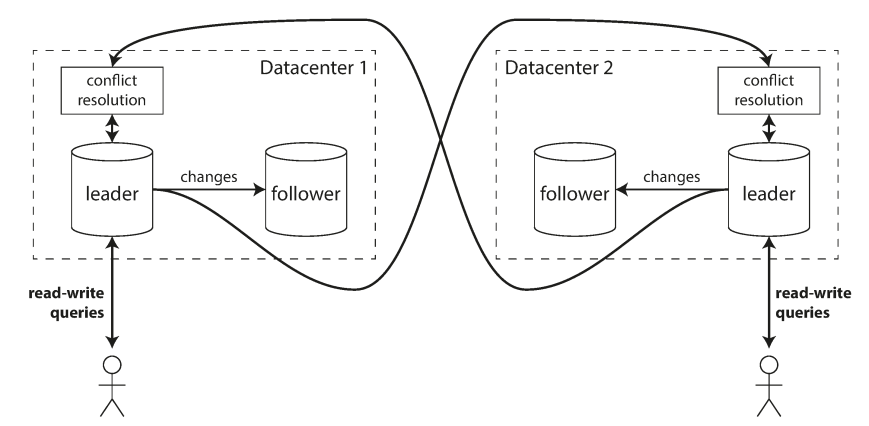 Datacenter 1
conflict
resolution
changes
leader
follower
read-write
queries
Datacenter 2
conflict
resolution
changes
follower
leader
read-write
queries